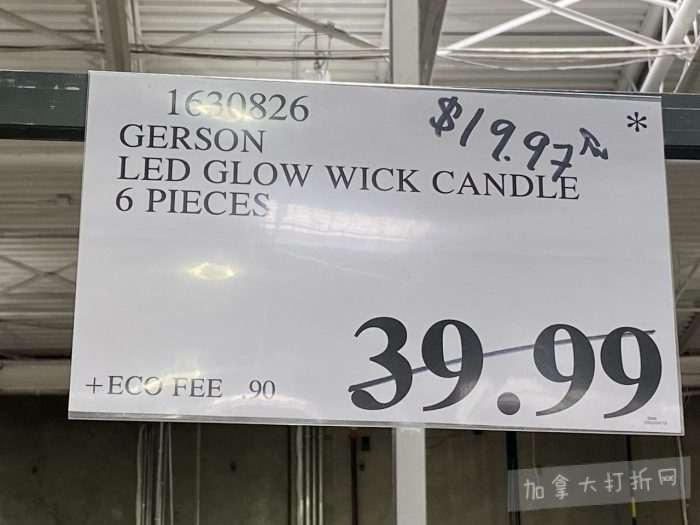 1630826
$19.97
*
GERSON
LED GLOW WICK CANDLE
6 PIECES
39.99
+ECO FEE .90
加拿大打折网